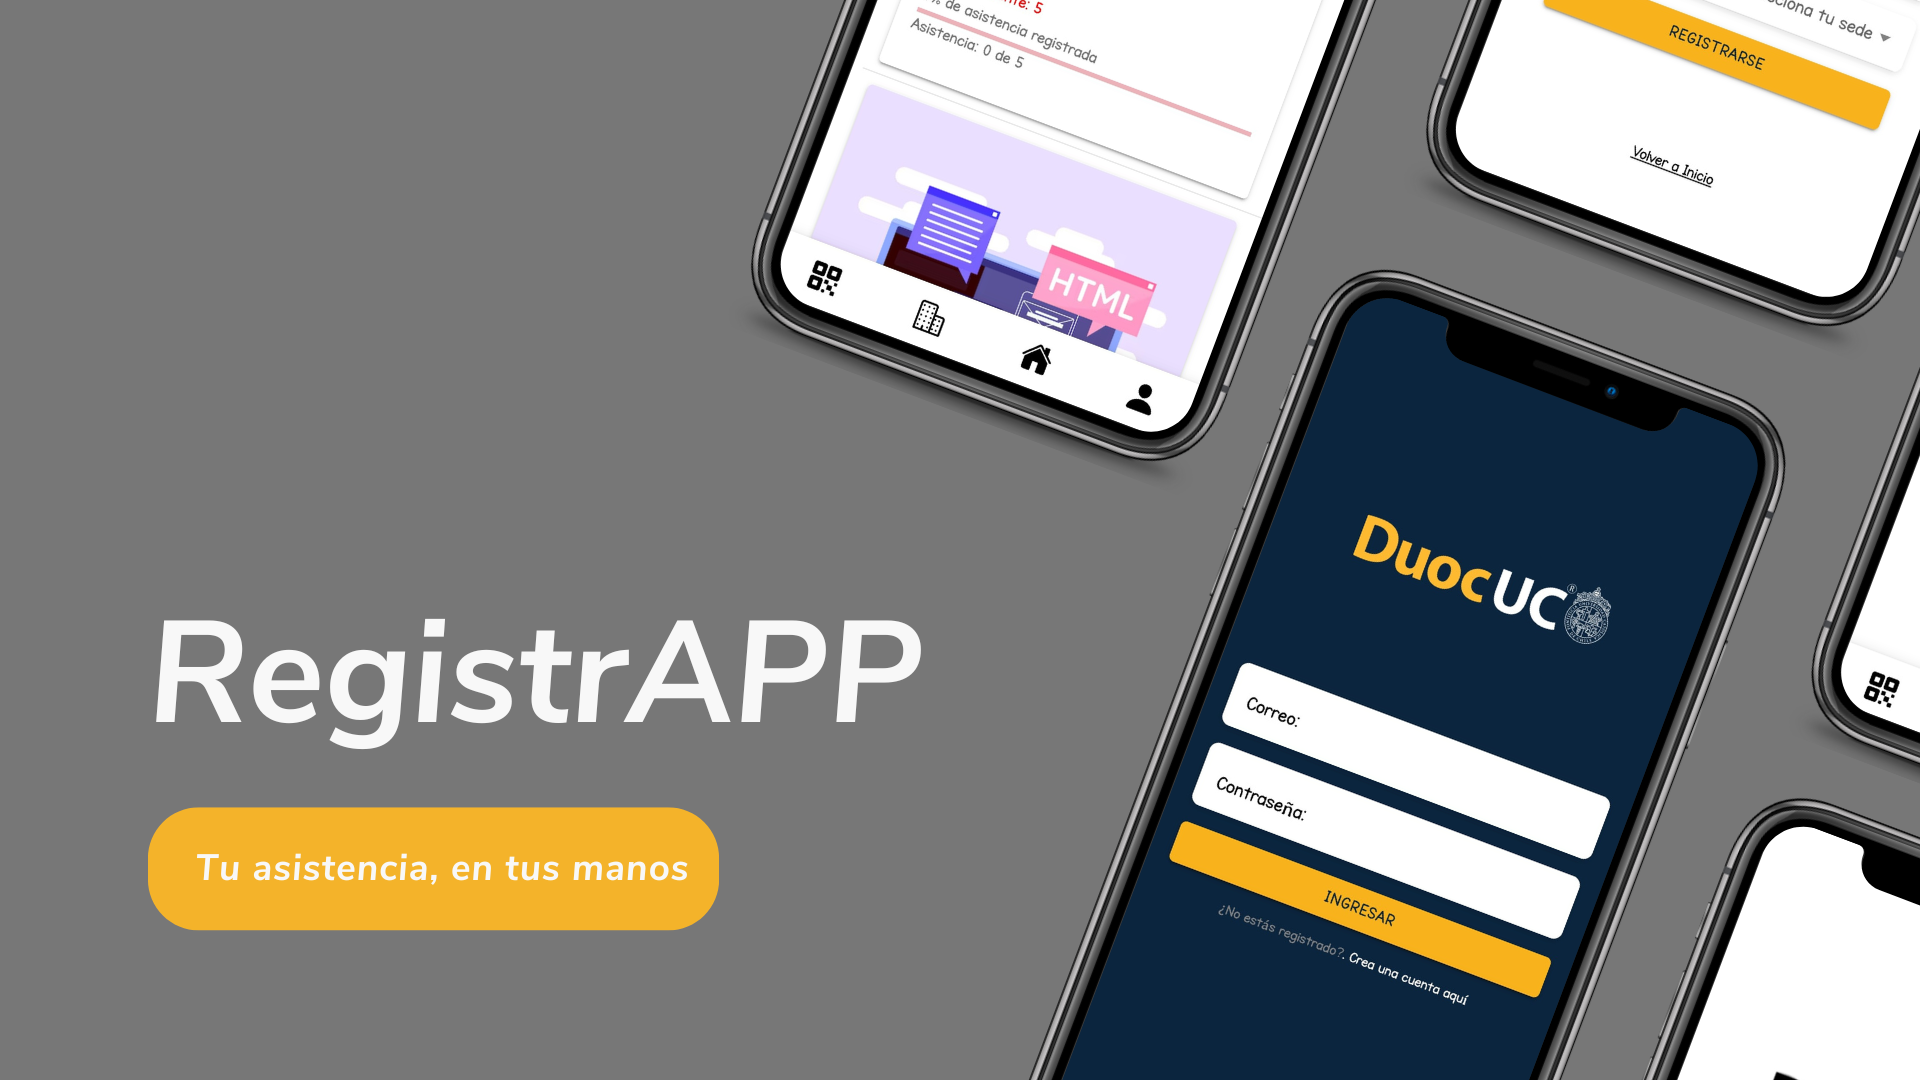 5
% de asistencia registrada
Asistencia: 0 de 5
HTML
tu sede
REGISTRARSE
Volver a Inicio
DuocUC®
RegistrAPP
Tu asistencia, en tus manos
Correo:
Contraseña:
INGRESAR
¿No estás registrado?. Crea una cuenta aquí